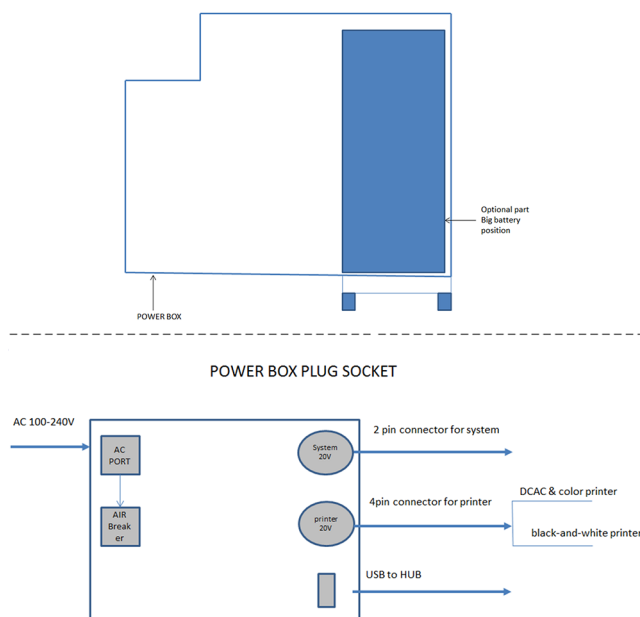 Optional part
Big battery
position
POWER BOX
POWER BOX PLUG SOCKET
AC 100-240V
AC
PORT
System
20V
2 pin connector for system
AIR
Break
er
printer
20V
4pin connector for printer
DCAC & color printer
black-and-white printer
USB to HUB